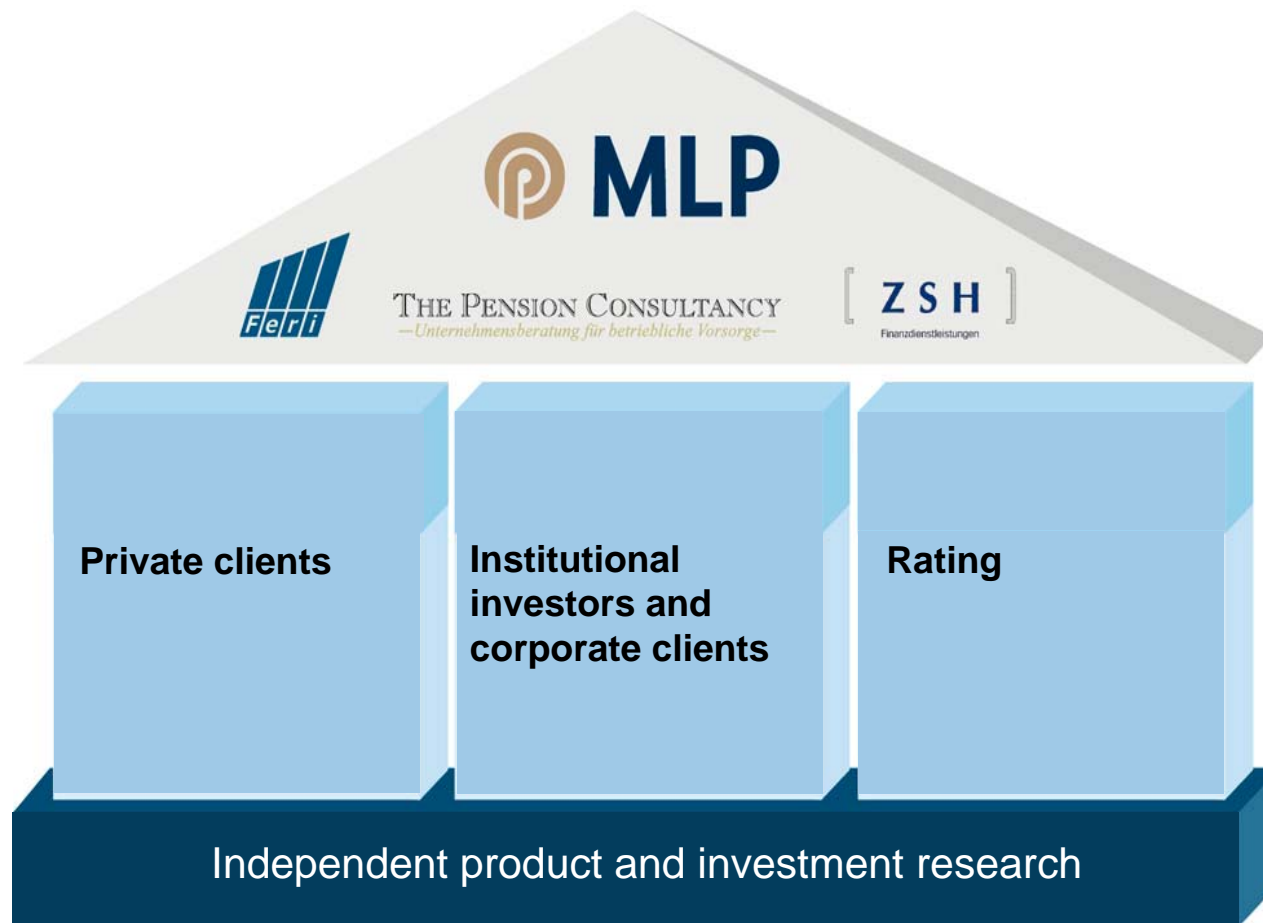 MLP
Feri
THE PENSION CONSULTANCY
—Unternehmensberatung für betriebliche Vorsorge—
[ Z S H ]
Finanzdienstleistungen
Private clients
Institutional
investors and
corporate clients
Rating
Independent product and investment research